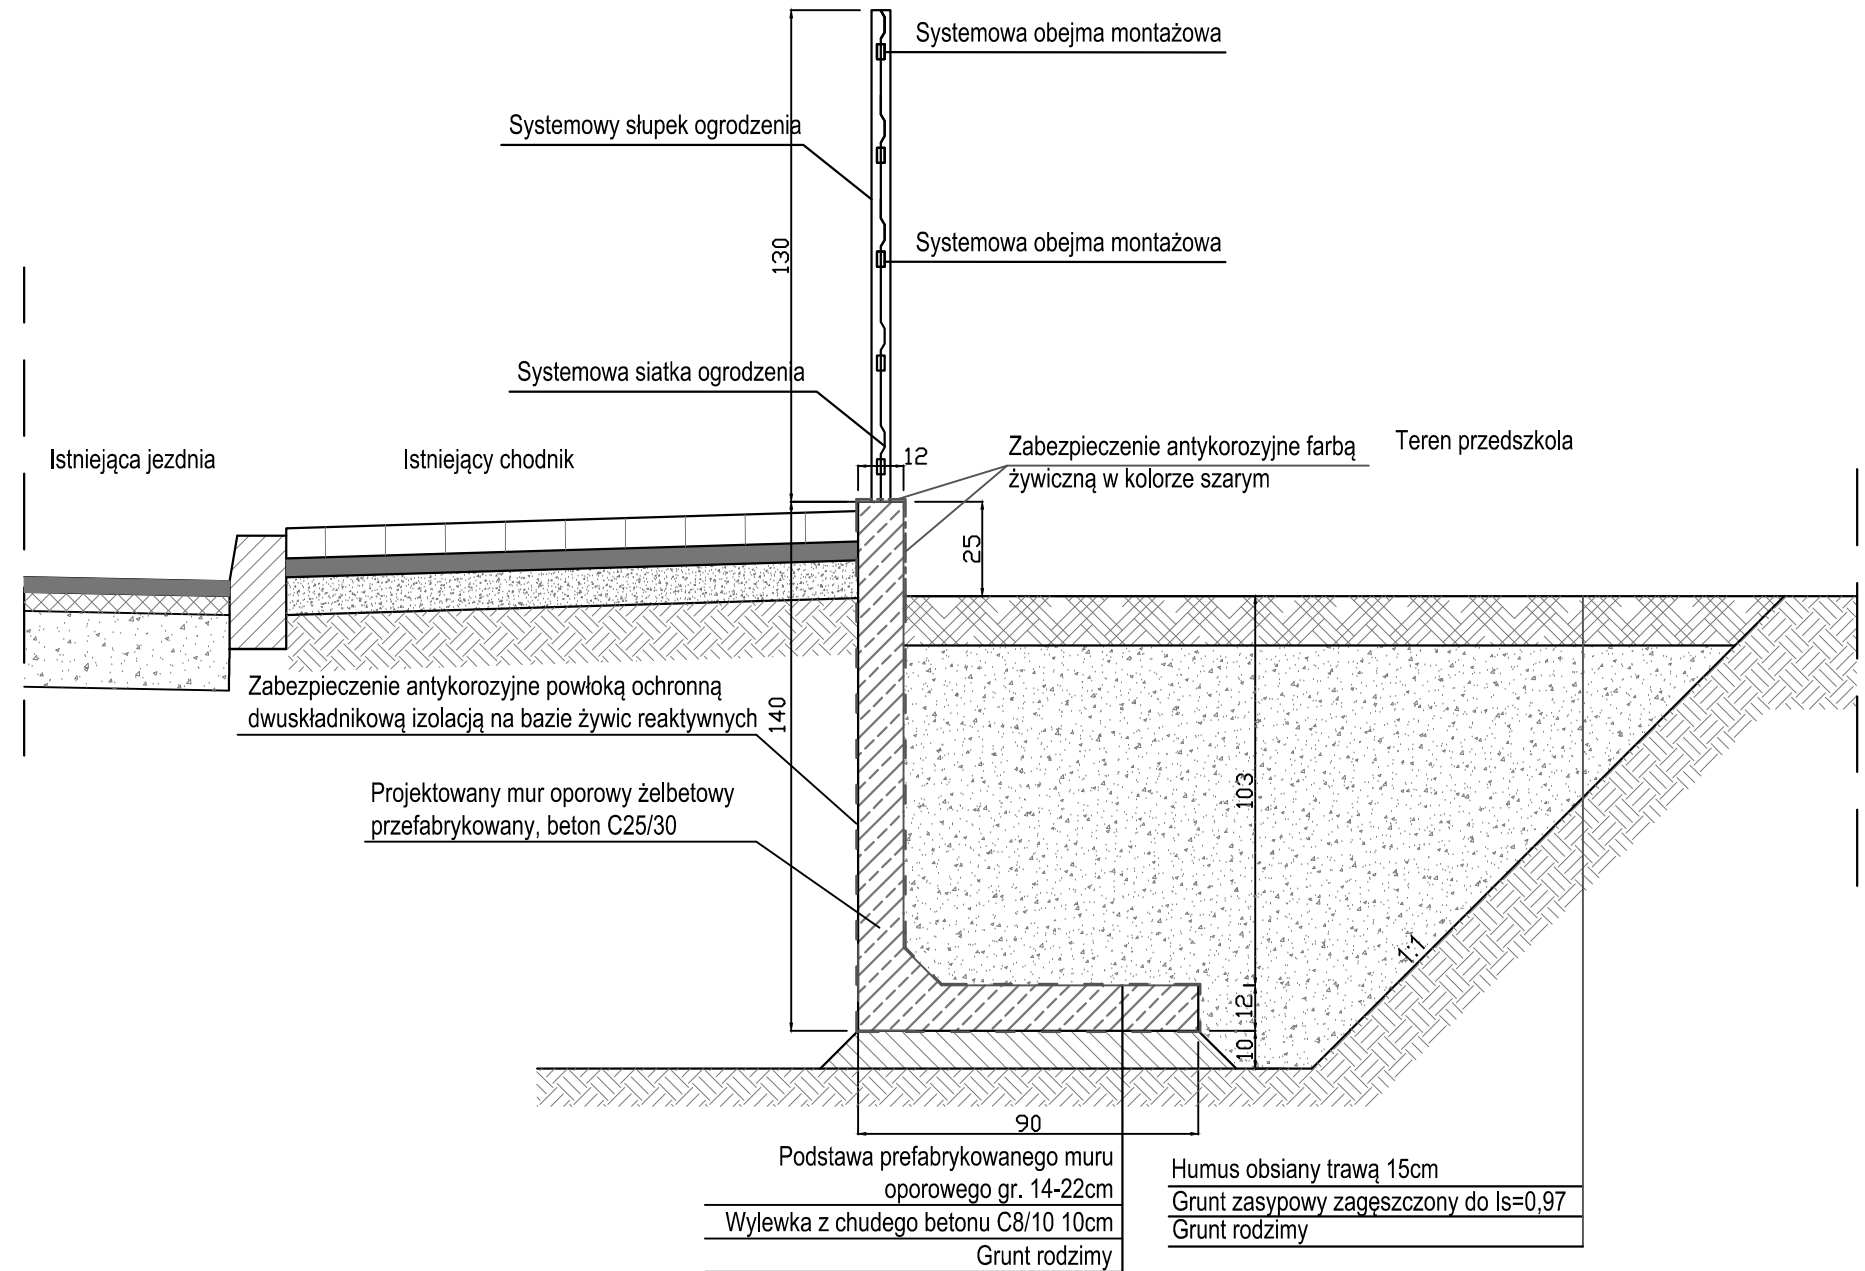 Systemowa obejma montażowa
Systemowy słupek ogrodzenia
130
Systemowa obejma montażowa
Systemowa siatka ogrodzenia
12
Zabezpieczenie antykorozyjne farbą
żywiczną w kolorze szarym
Teren przedszkola
Istniejąca jezdnia
Istniejący chodnik
25
Zabezpieczenie antykorozyjne powłoką ochronną
dwuskładnikową izolacją na bazie żywic reaktywnych
140
Projektowany mur oporowy żelbetowy
przefabrykowany, beton C25/30
103
1:1
12
10
90
Podstawa prefabrykowanego muru
oporowego gr. 14-22cm
Wylewka z chudego betonu C8/10 10cm
Grunt rodzimy
Humus obsiany trawą 15cm
Grunt zasypowy zagęszczony do Is=0,97
Grunt rodzimy